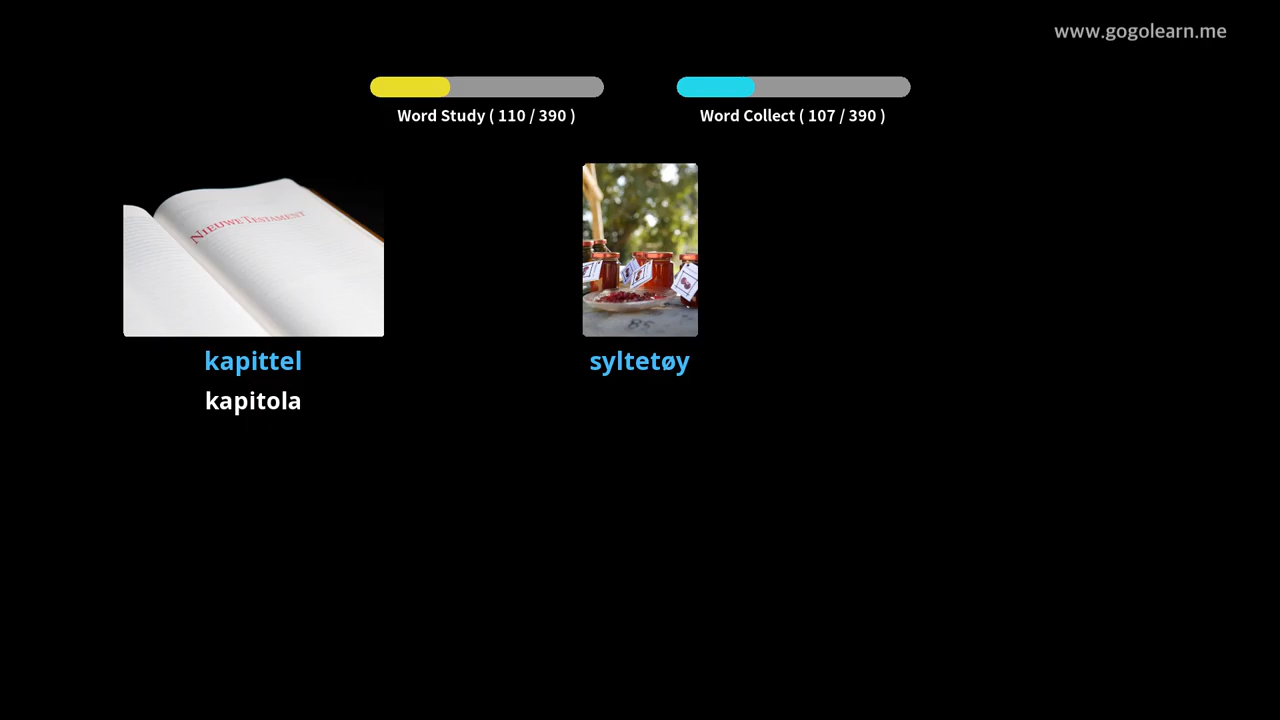 www.gogolearn.me
Word Study ( 110 / 390 )
Word Collect ( 107 / 390 )
NIEUWE TESTAMENT
kapittel
syltetøy
kapitola